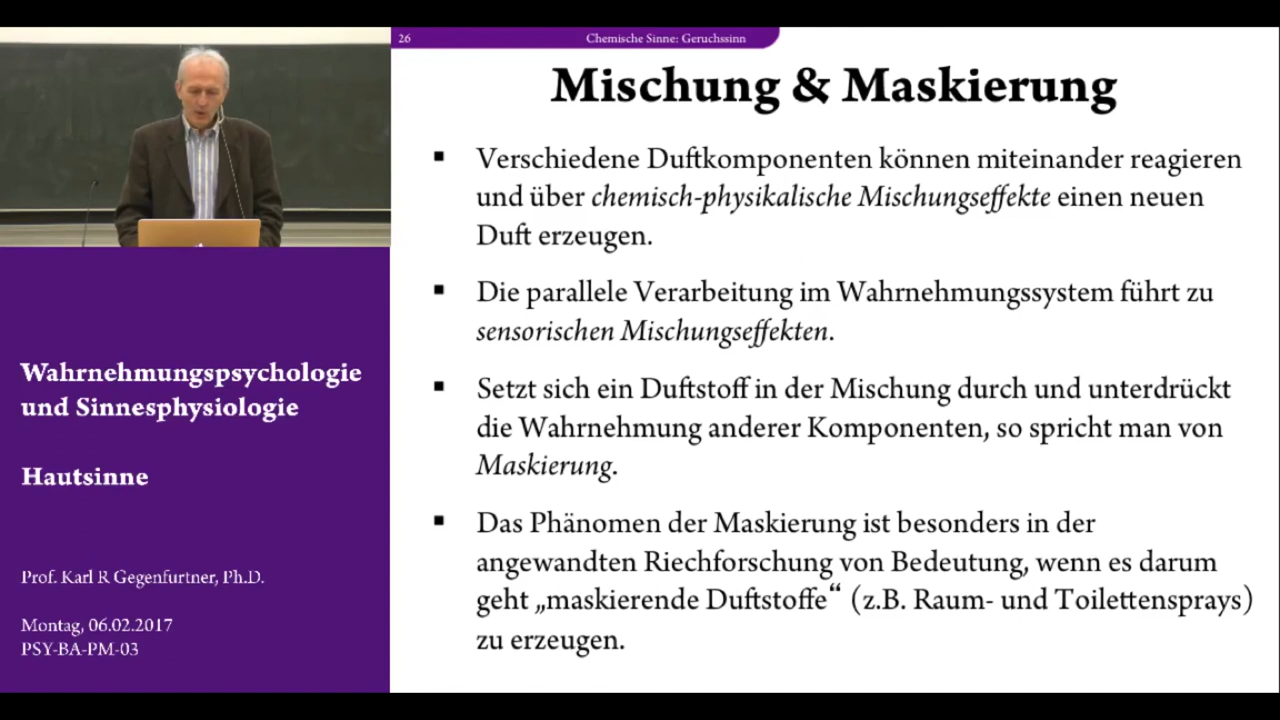 Wahrnehmungspsychologie
und Sinnesphysiologie
Hautsinne
Prof. Karl R Gegenfurtner, Ph.D.
Montag, 06.02.2017
PSY-BA-PM-03
26
Chemische Sinne: Geruchssinn
Mischung & Maskierung
▪ Verschiedene Duftkomponenten können miteinander reagieren
und über chemisch-physikalische Mischungseffekte einen neuen
Duft erzeugen.
▪ Die parallele Verarbeitung im Wahrnehmungssystem führt zu
sensorischen Mischungseffekten.
▪ Setzt sich ein Duftstoff in der Mischung durch und unterdrückt
die Wahrnehmung anderer Komponenten, so spricht man von
Maskierung.
▪ Das Phänomen der Maskierung ist besonders in der
angewandten Riechforschung von Bedeutung, wenn es darum
geht „maskierende Duftstoffe“ (z.B. Raum- und Toilettensprays)
zu erzeugen.